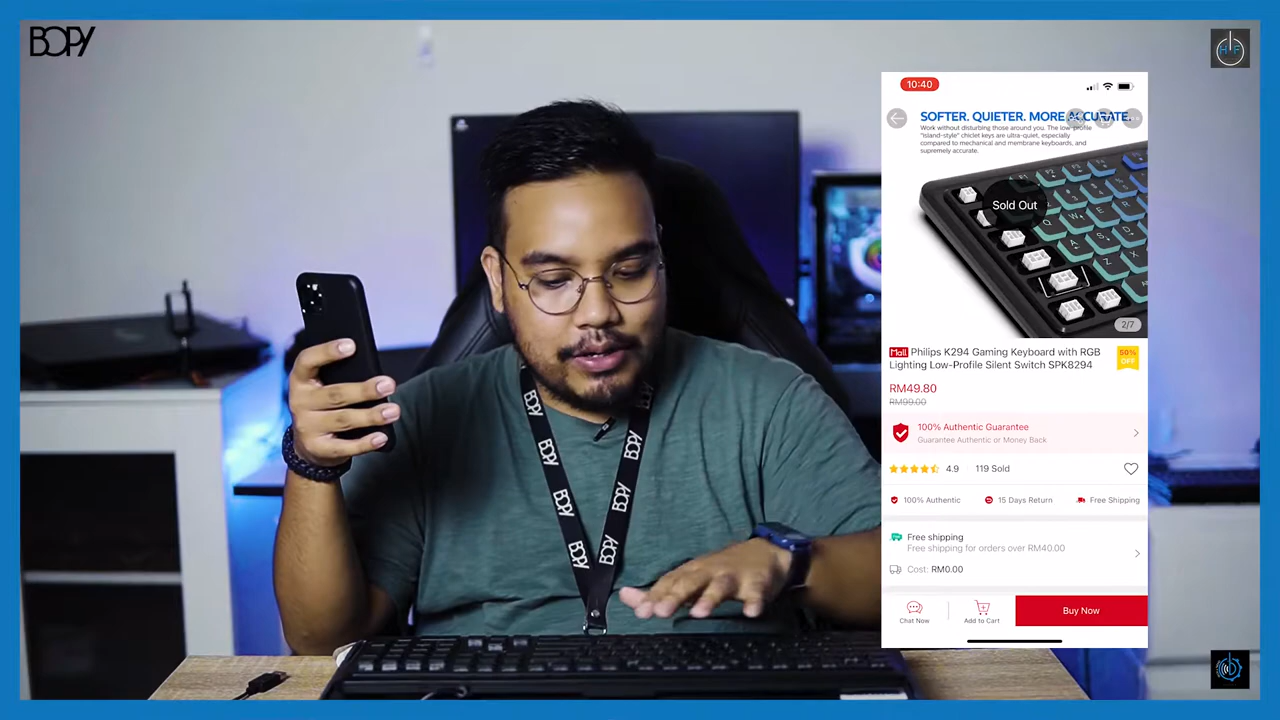 BOPY
10:40
SOFTER. QUIETER. MORE ACCURATE.
Work without disturbing those around you. The low-profile
"island-style" chiclet keys are ultra-quiet, especially
compared to mechanical and membrane keyboards, and
supremely accurate.
Sold Out
2/7
Mall Philips K294 Gaming Keyboard with RGB
Lighting Low-Profile Silent Switch SPK8294
50%
OFF
RM49.80
RM99.00
100% Authentic Guarantee
Guarantee Authentic or Money Back
4.9 119 Sold
100% Authentic 15 Days Return Free Shipping
Free shipping
Free shipping for orders over RM40.00
Cost: RM0.00
Chat Now Add to Cart Buy Now
BOPY
BOPY
BOPY
BOPY
BOPY
BOPY
BOPY